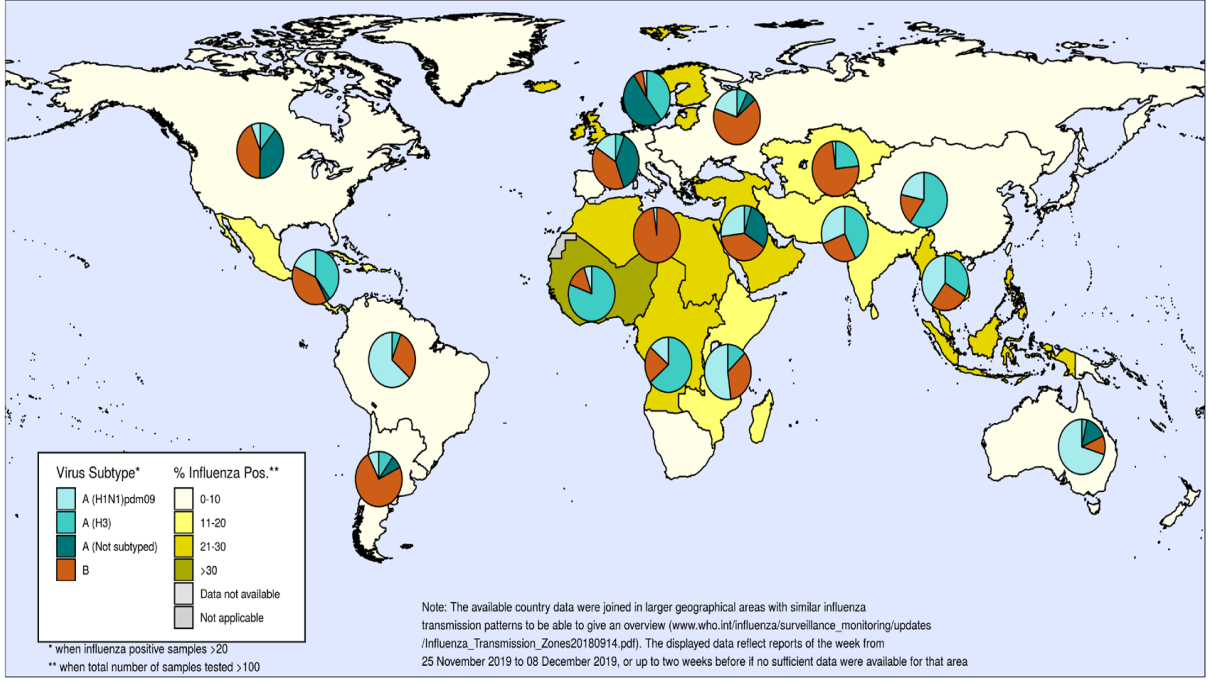 Virus Subtype*
A (H1N1)pdm09
A (H3)
A (Not subtyped)
B
% Influenza Pos.**
0-10
11-20
21-30
>30
Data not available
Not applicable
* when influenza positive samples >20
** when total number of samples tested >100
Note: The available country data were joined in larger geographical areas with similar influenza
transmission patterns to be able to give an overview (www.who.int/influenza/surveillance_monitoring/updates
/Influenza_Transmission_Zones20180914.pdf). The displayed data reflect reports of the week from
25 November 2019 to 08 December 2019, or up to two weeks before if no sufficient data were available for that area